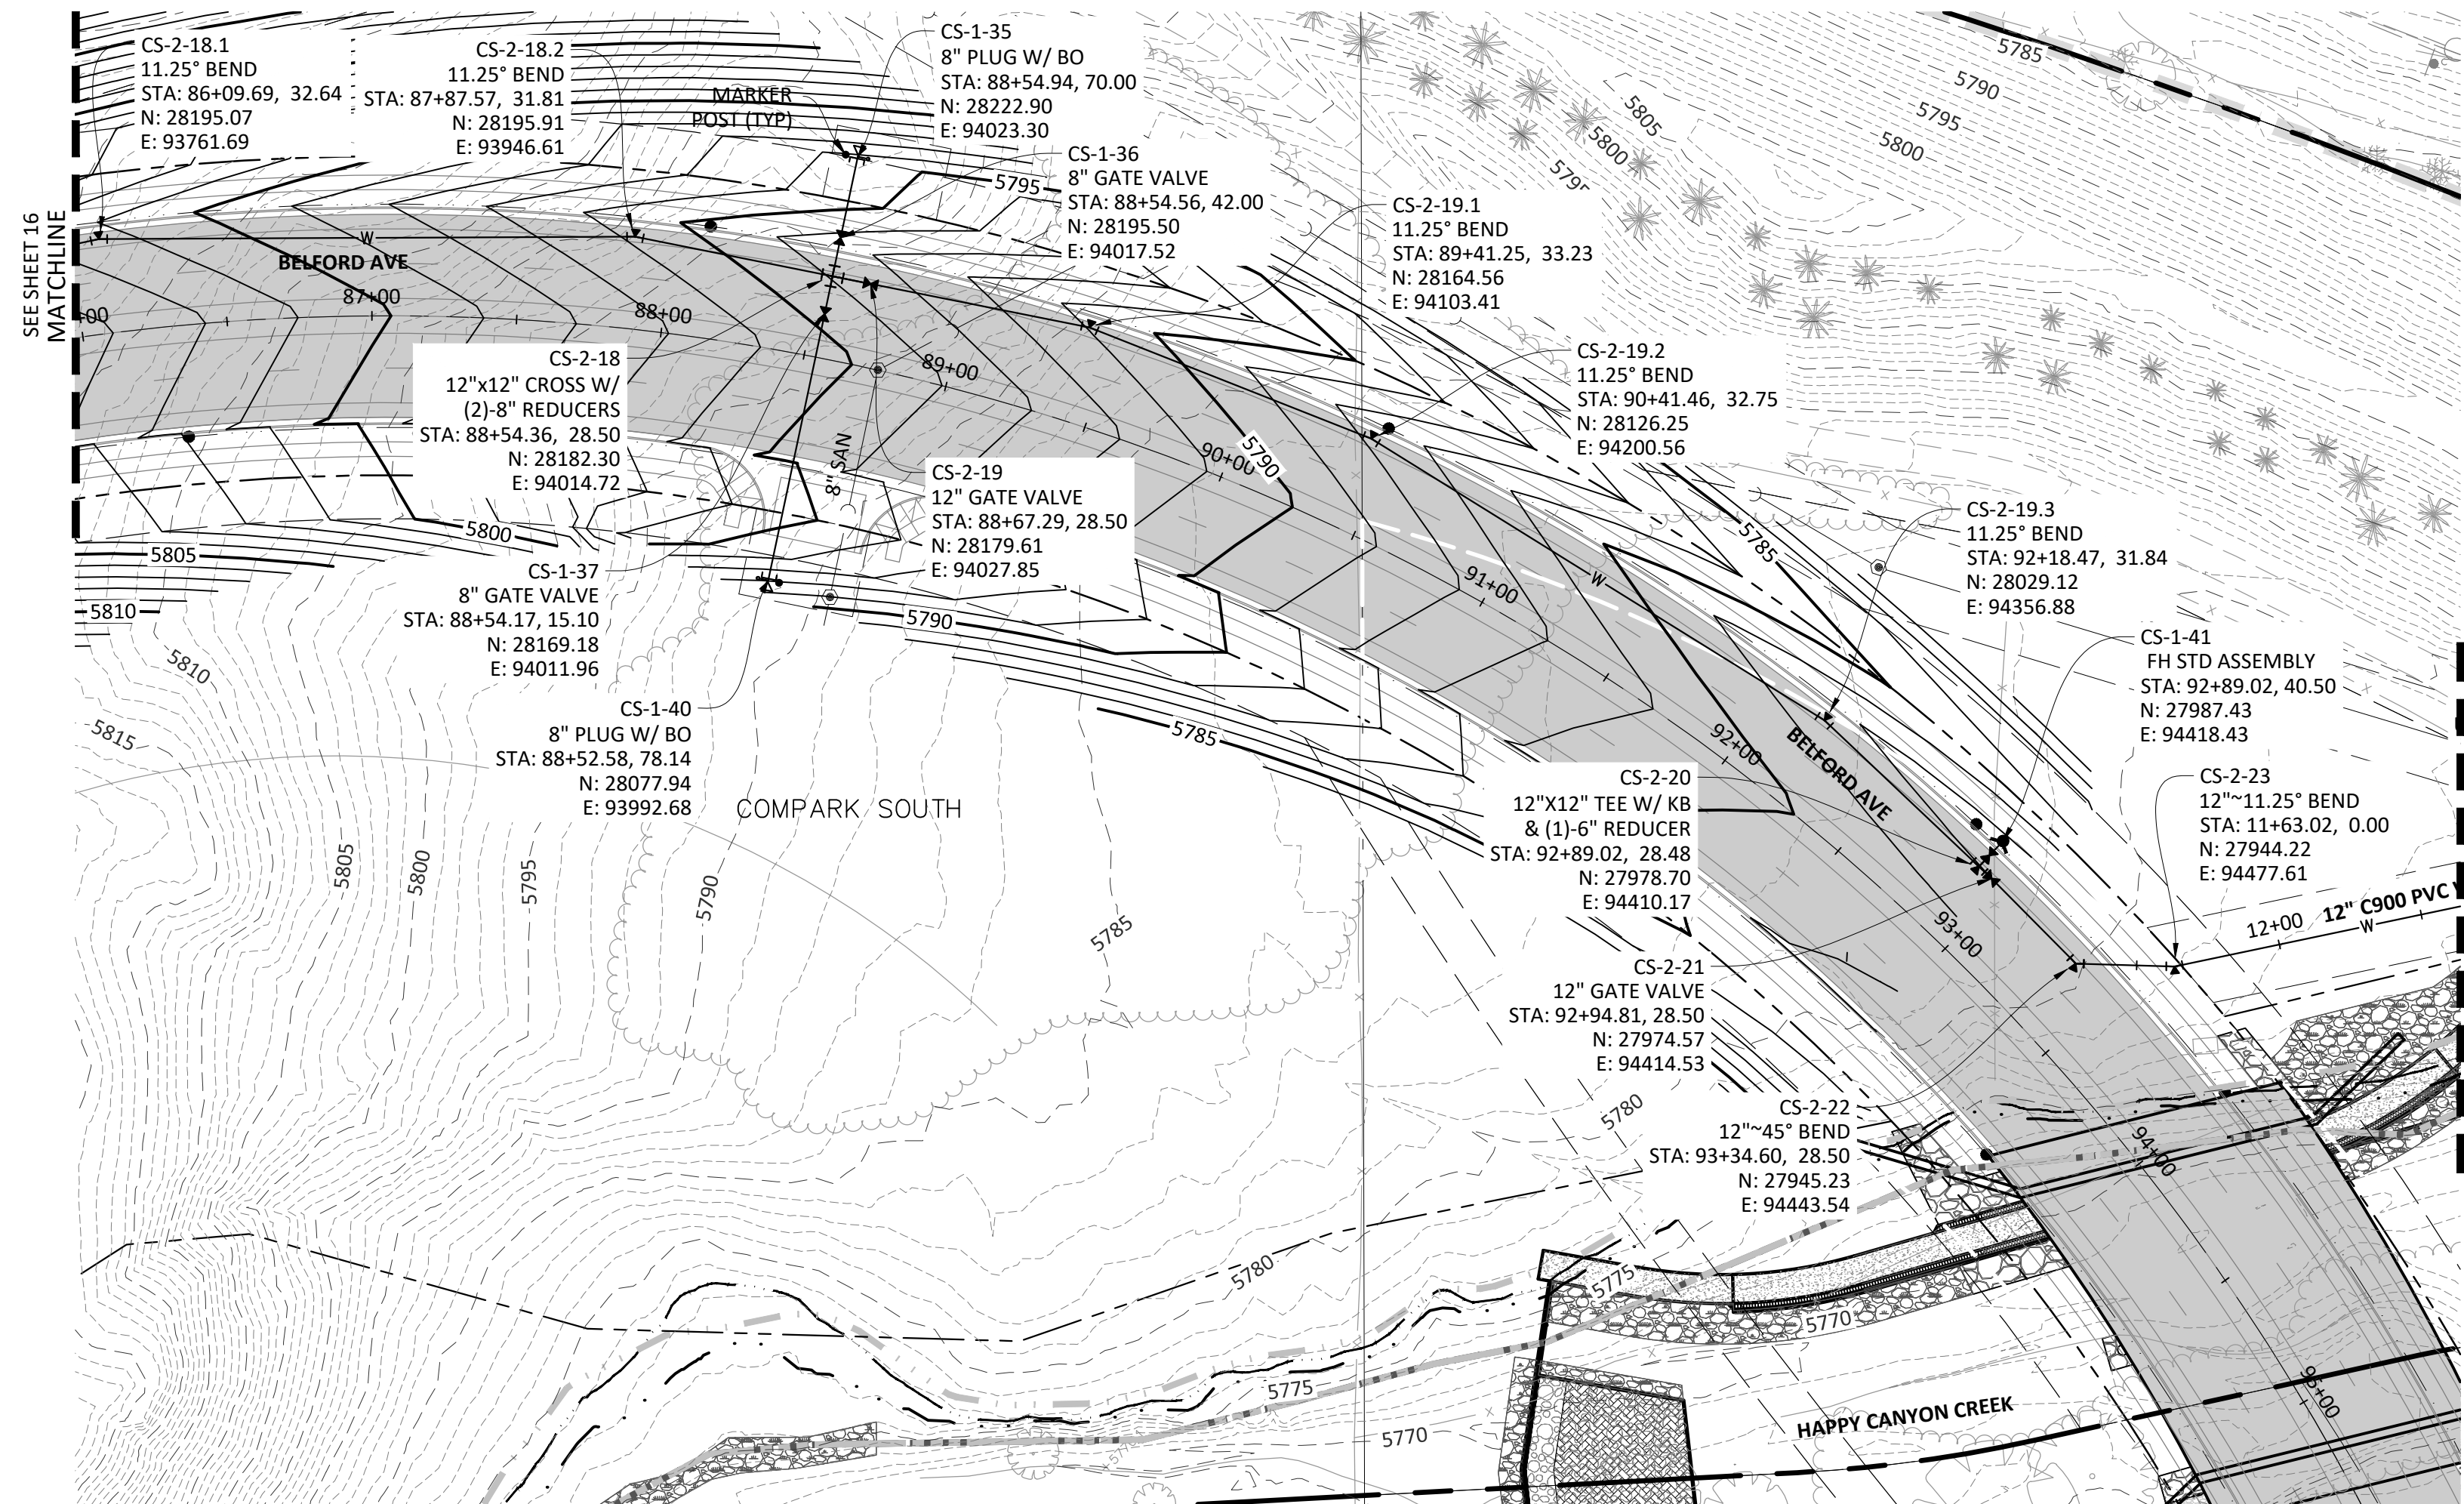 SEE SHEET 16
MATCHLINE
CS-2-18.1
11.25° BEND
STA: 86+09.69, 32.64
N: 28195.07
E: 93761.69
CS-2-18.2
11.25° BEND
STA: 87+87.57, 31.81
N: 28195.91
E: 93946.61
MARKER
POST (TYP)
CS-1-35
8" PLUG W/ BO
STA: 88+54.94, 70.00
N: 28222.90
E: 94023.30
CS-1-36
8" GATE VALVE
STA: 88+54.56, 42.00
N: 28195.50
E: 94017.52
CS-2-19.1
11.25° BEND
STA: 89+41.25, 33.23
N: 28164.56
E: 94103.41
CS-2-19.2
11.25° BEND
STA: 90+41.46, 32.75
N: 28126.25
E: 94200.56
CS-2-19.3
11.25° BEND
STA: 92+18.47, 31.84
N: 28029.12
E: 94356.88
CS-1-41
FH STD ASSEMBLY
STA: 92+89.02, 40.50
N: 27987.43
E: 94418.43
CS-2-23
12"~11.25° BEND
STA: 11+63.02, 0.00
N: 27944.22
E: 94477.61
CS-2-18
12"x12" CROSS W/
(2)-8" REDUCERS
STA: 88+54.36, 28.50
N: 28182.30
E: 94014.72
CS-2-19
12" GATE VALVE
STA: 88+67.29, 28.50
N: 28179.61
E: 94027.85
CS-1-37
8" GATE VALVE
STA: 88+54.17, 15.10
N: 28169.18
E: 94011.96
CS-1-40
8" PLUG W/ BO
STA: 88+52.58, 78.14
N: 28077.94
E: 93992.68
CS-2-20
12"X12" TEE W/ KB
& (1)-6" REDUCER
STA: 92+89.02, 28.48
N: 27978.70
E: 94410.17
CS-2-21
12" GATE VALVE
STA: 92+94.81, 28.50
N: 27974.57
E: 94414.53
CS-2-22
12"~45° BEND
STA: 93+34.60, 28.50
N: 27945.23
E: 94443.54
W
BELFORD AVE
+00
87+00
88+00
89+00
90+00
91+00
92+00
93+00
94+00
95+00
12+00
12" C900 PVC
W
W
BELFORD AVE
8" SAN
COMPARK SOUTH
HAPPY CANYON CREEK
5785
5790
5795
5800
5805
5800
5795
5790
5785
5800
5805
5810
5810
5815
5805
5800
5795
5790
5785
5790
5785
5780
5780
5775
5770
5775
5770